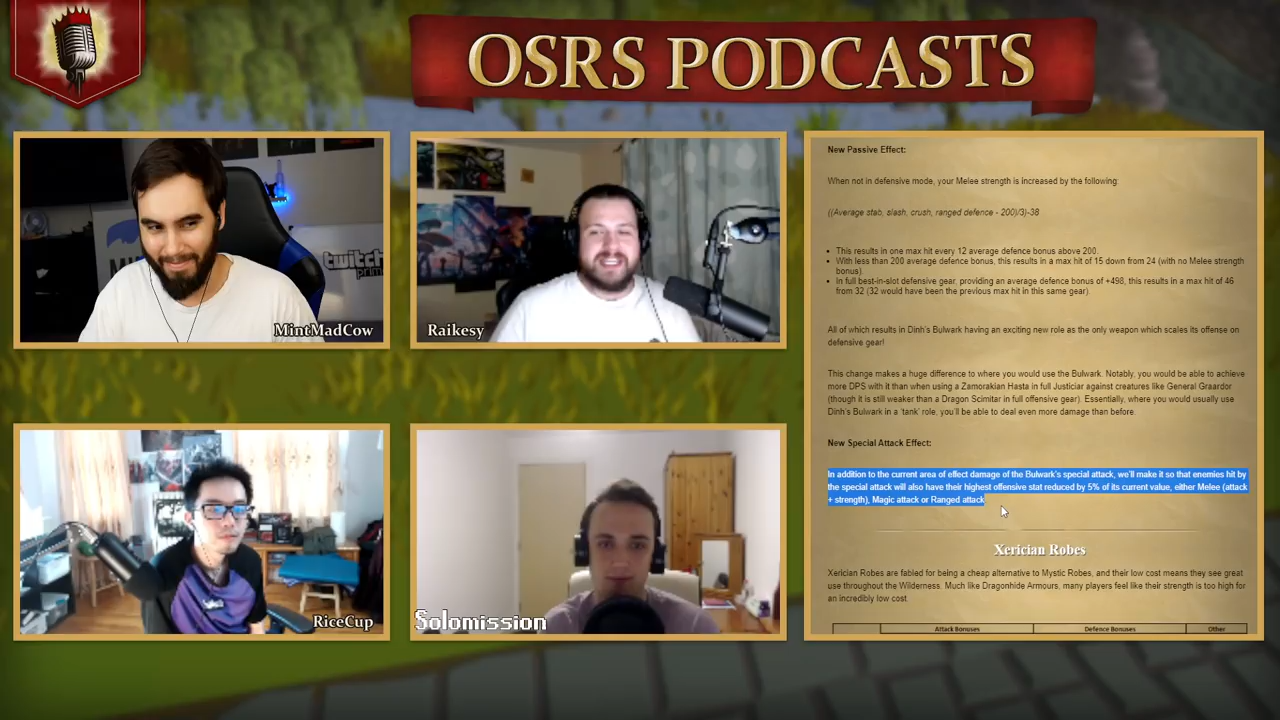 OSRS PODCASTS
twitch
prime
MintMadCow
Raikesy
RiceCup
Solomission
New Passive Effect:
When not in defensive mode, your Melee strength is increased by the following:
((Average stab, slash, crush, ranged defence - 200)/3)-38
• This results in one max hit every 12 average defence bonus above 200.
• With less than 200 average defence bonus, this results in a max hit of 15 down from 24 (with no Melee strength
bonus).
• In full best-in-slot defensive gear, providing an average defence bonus of +498, this results in a max hit of 46
from 32 (32 would have been the previous max hit in this same gear).
All of which results in Dinh's Bulwark having an exciting new role as the only weapon which scales its offense on
defensive gear!
This change makes a huge difference to where you would use the Bulwark. Notably, you would be able to achieve
more DPS with it than when using a Zamorakian Hasta in full Justiciar against creatures like General Graardor
(though it is still weaker than a Dragon Scimitar in full offensive gear). Essentially, where you would usually use
Dinh's Bulwark in a 'tank' role, you'll be able to deal even more damage than before.
New Special Attack Effect:
In addition to the current area of effect damage of the Bulwark's special attack, we'll make it so that enemies hit by
the special attack will also have their highest offensive stat reduced by 5% of its current value, either Melee (attack
+ strength), Magic attack or Ranged attack
Xerician Robes
Xerician Robes are fabled for being a cheap alternative to Mystic Robes, and their low cost means they see great
use throughout the Wilderness. Much like Dragonhide Armours, many players feel like their strength is too high for
an incredibly low cost
Attack Bonuses Defence Bonuses Other